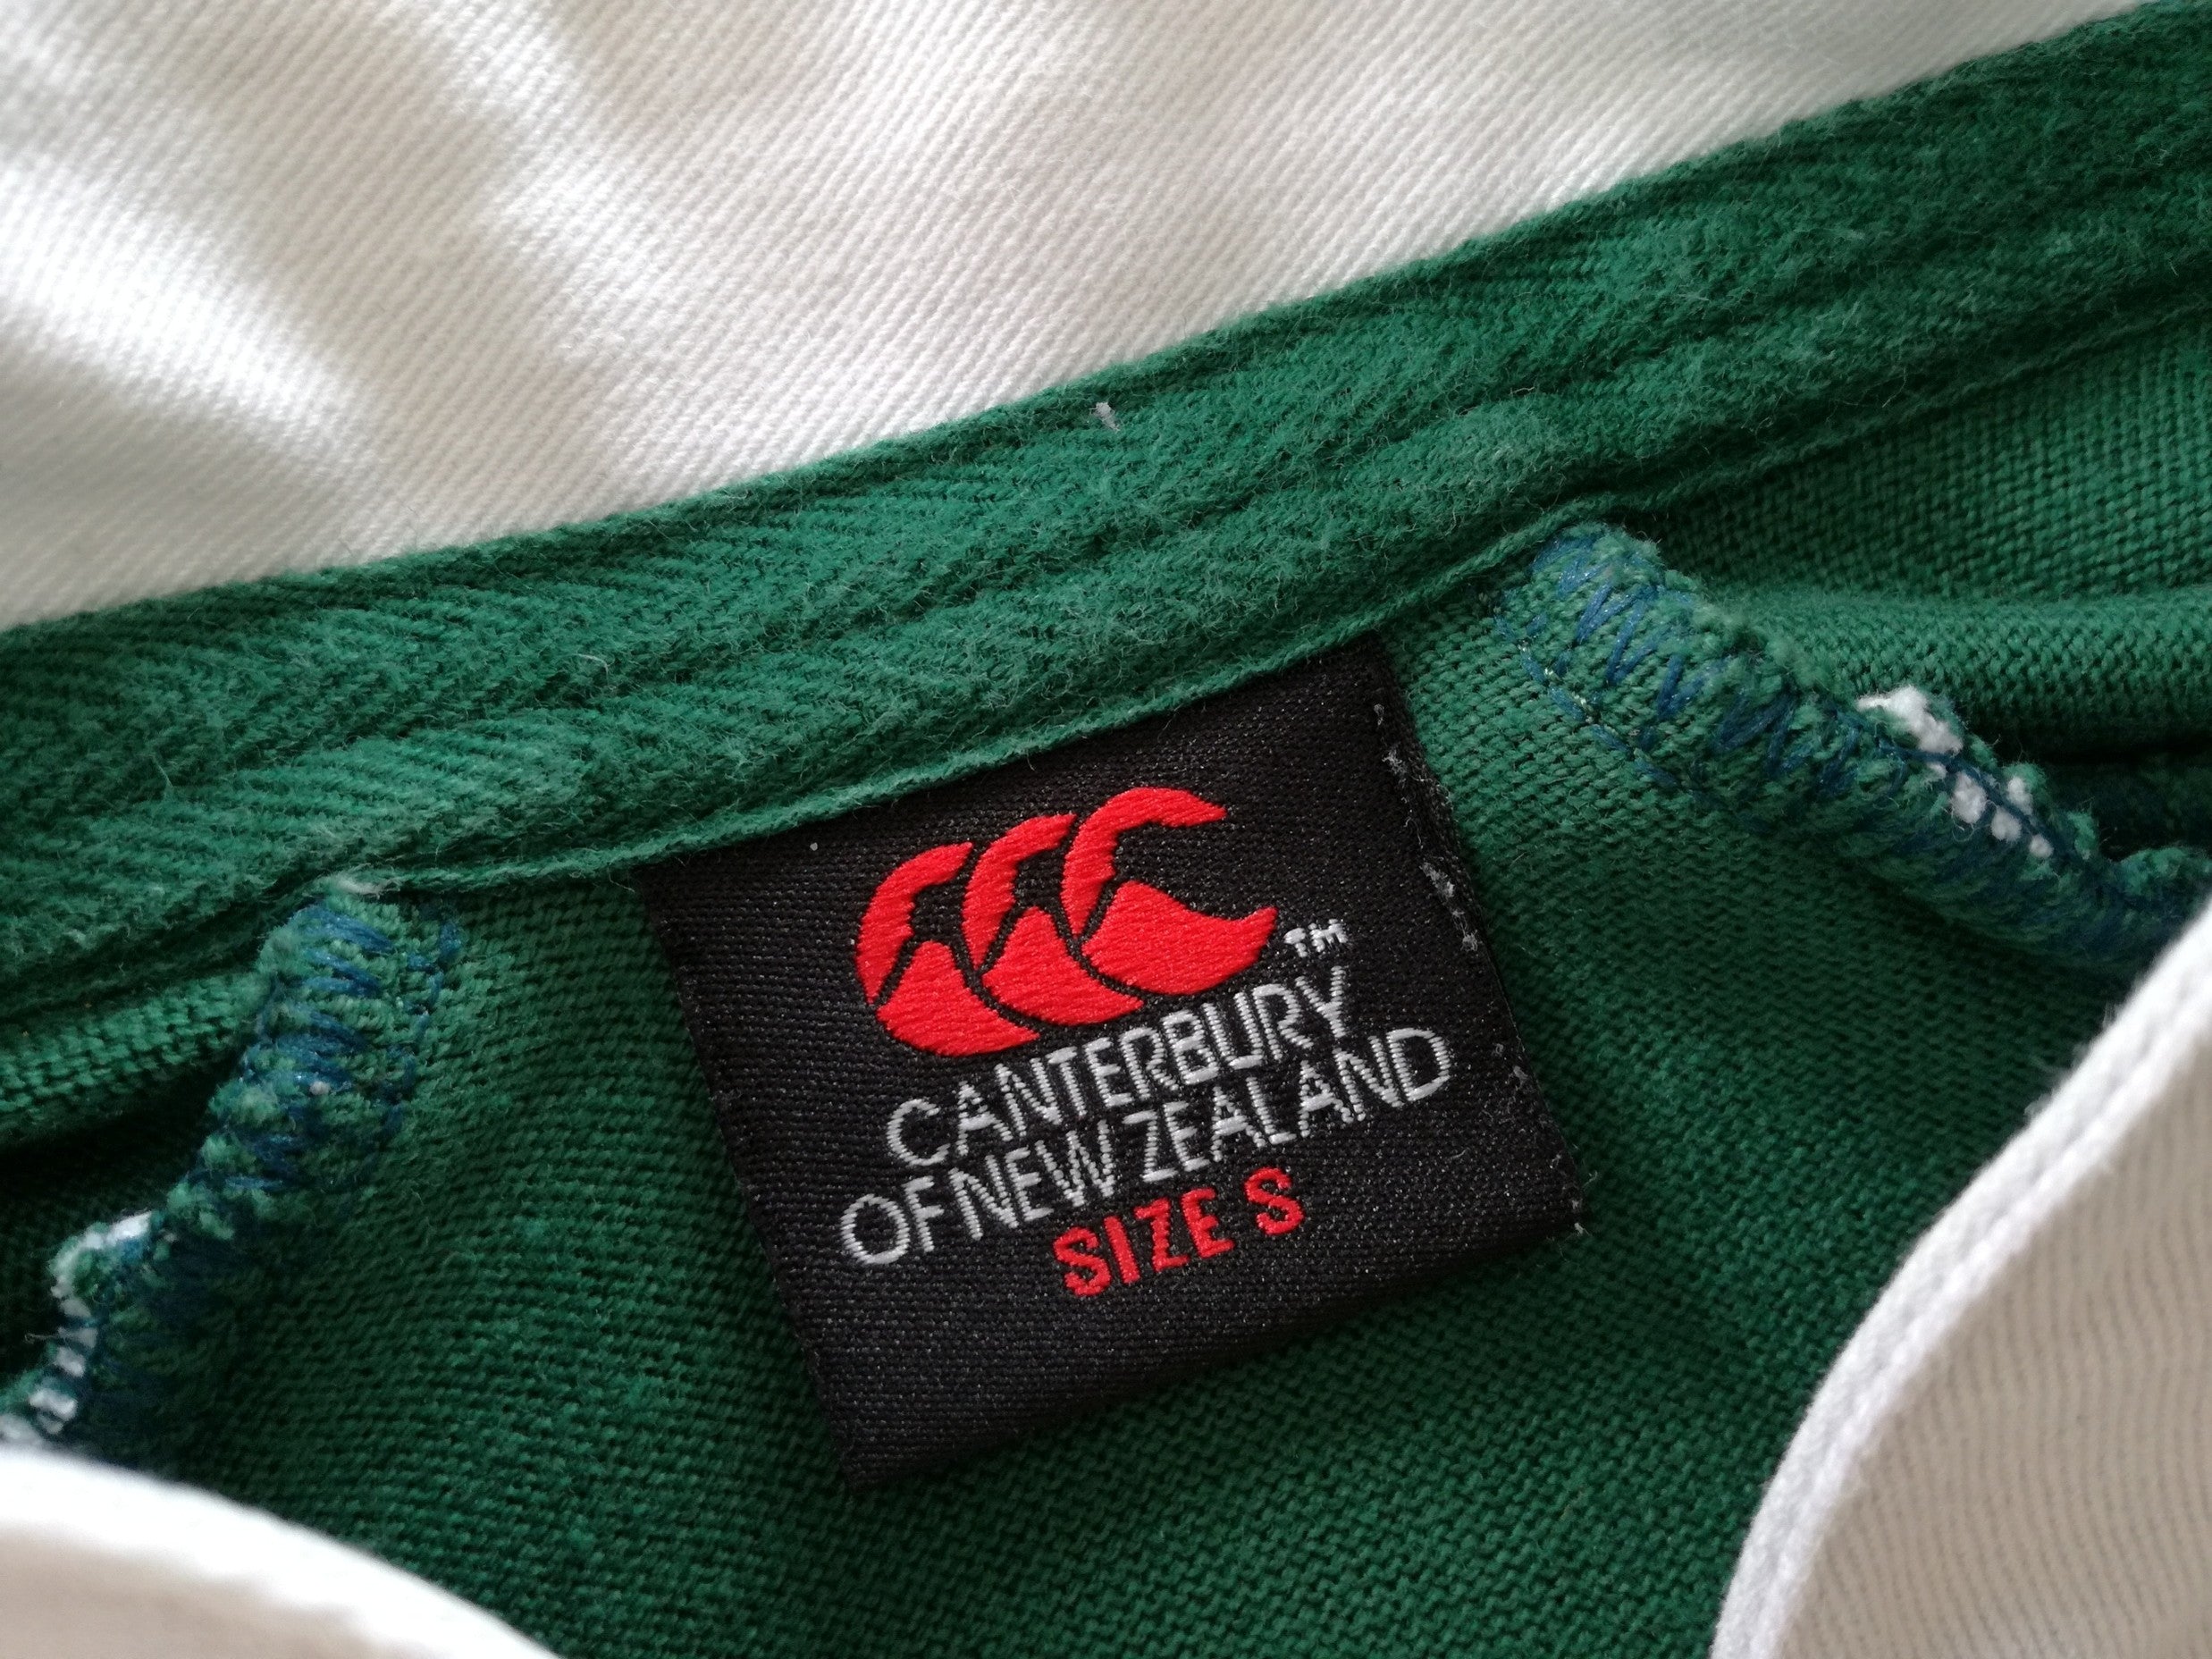 TM
CANTERBURY
OF NEW ZEALAND
SIZE S